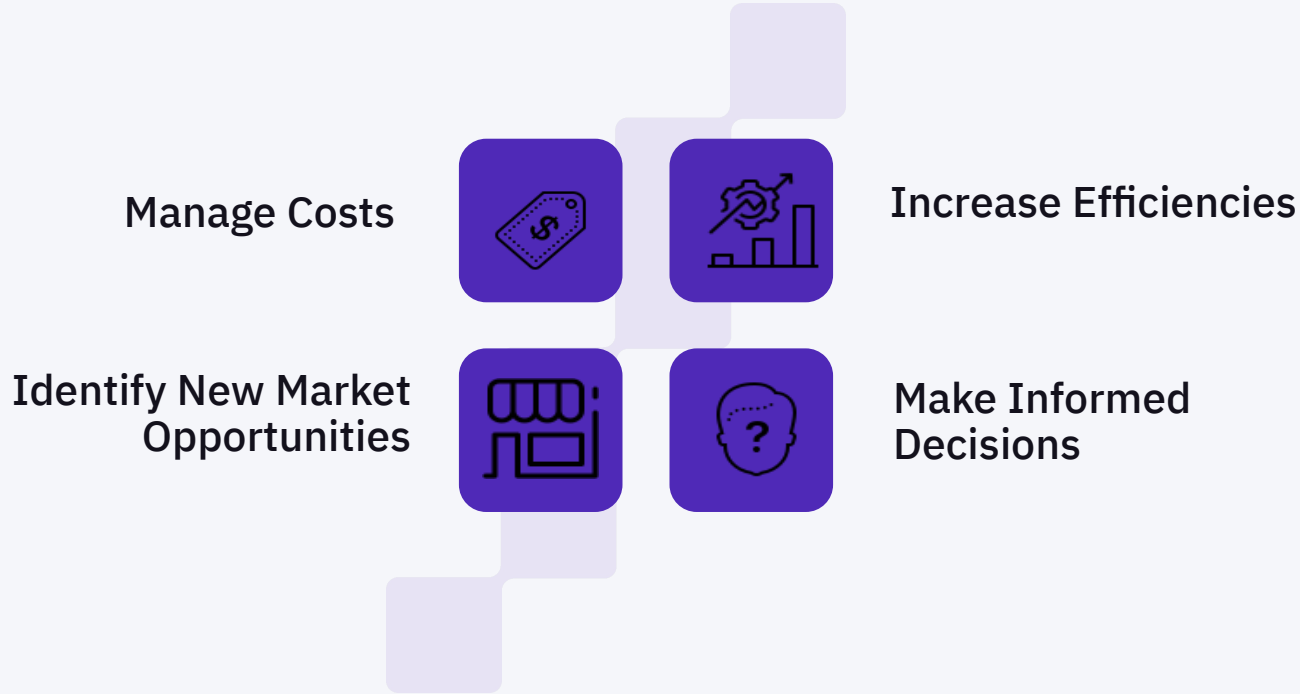 Manage Costs
Increase Efficiencies
$
Identify New Market
Opportunities
?
Make Informed
Decisions